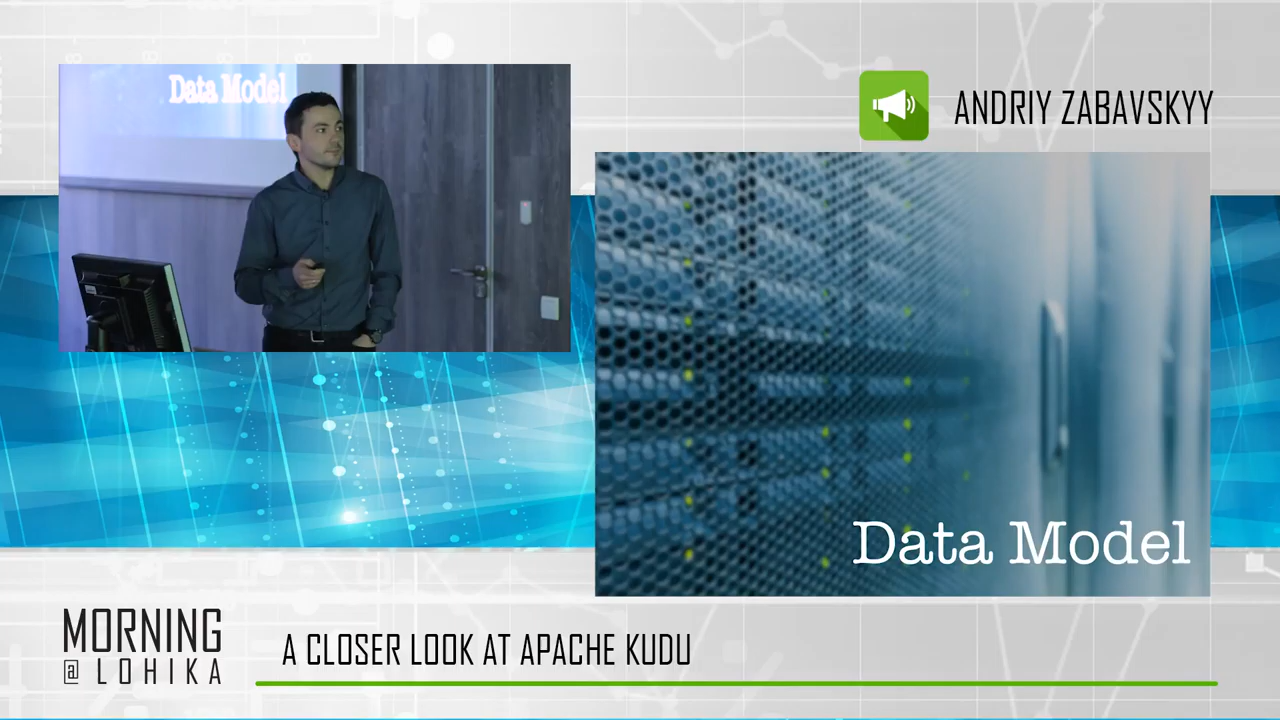 Data Model
ANDRIY ZABAVSKYY
Data Model
MORNING
@ LOHIKA
A CLOSER LOOK AT APACHE KUDU